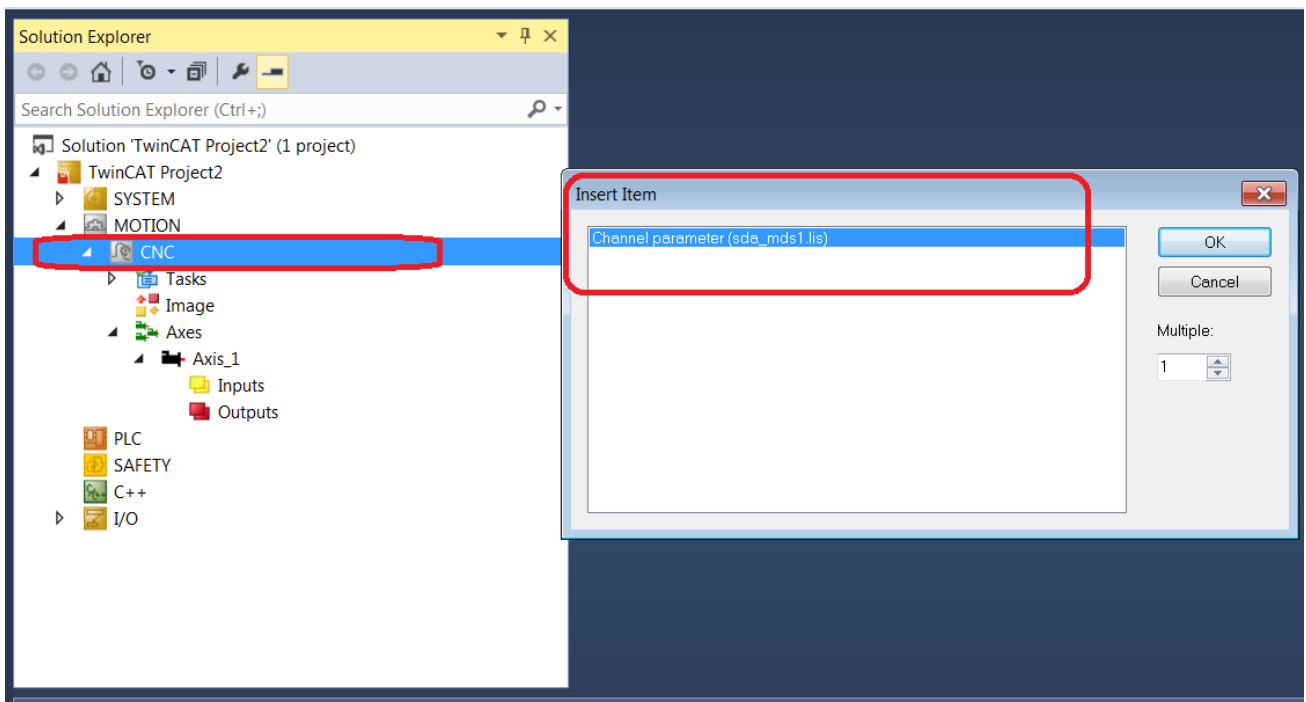 Solution Explorer
Search Solution Explorer (Ctrl+;)
Solution 'TwinCAT Project2' (1 project)
TwinCAT Project2
SYSTEM
MOTION
CNC
Tasks
Image
Axes
Axis_1
Inputs
Outputs
PLC
SAFETY
C++
I/O
Insert Item
Channel parameter (sda_mds1.lis)
OK
Cancel
Multiple:
1